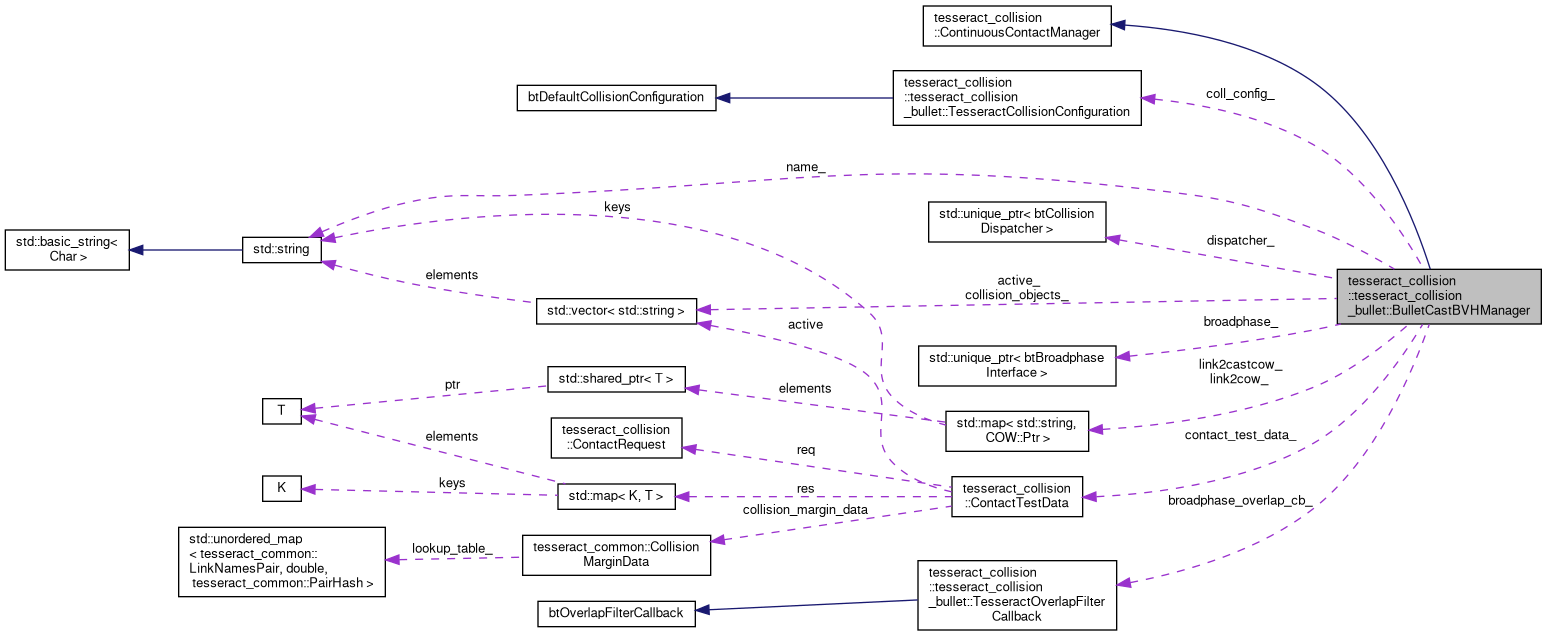 tesseract_collision
::ContinuousContactManager
btDefaultCollisionConfiguration
tesseract_collision
::tesseract_collision
_bullet::TesseractCollisionConfiguration
coll_config_
name_
keys
std::unique_ptr< btCollision
Dispatcher >
dispatcher_
std::basic_string<
Char >
std::string
elements
active_
collision_objects_
tesseract_collision
::tesseract_collision
_bullet::BulletCastBVHManager
std::vector< std::string >
active
broadphase_
std::unique_ptr< btBroadphase
Interface >
link2castcow_
link2cow_
std::shared_ptr< T >
ptr
elements
T
std::map< std::string,
COW::Ptr >
tesseract_collision
::ContactRequest
elements
contact_test_data_
req
K
keys
std::map< K, T >
res
tesseract_collision
::ContactTestData
broadphase_overlap_cb_
collision_margin_data
std::unordered_map
< tesseract_common::
LinkNamesPair, double,
tesseract_common::PairHash >
lookup_table_
tesseract_common::Collision
MarginData
tesseract_collision
::tesseract_collision
_bullet::TesseractOverlapFilter
Callback
btOverlapFilterCallback